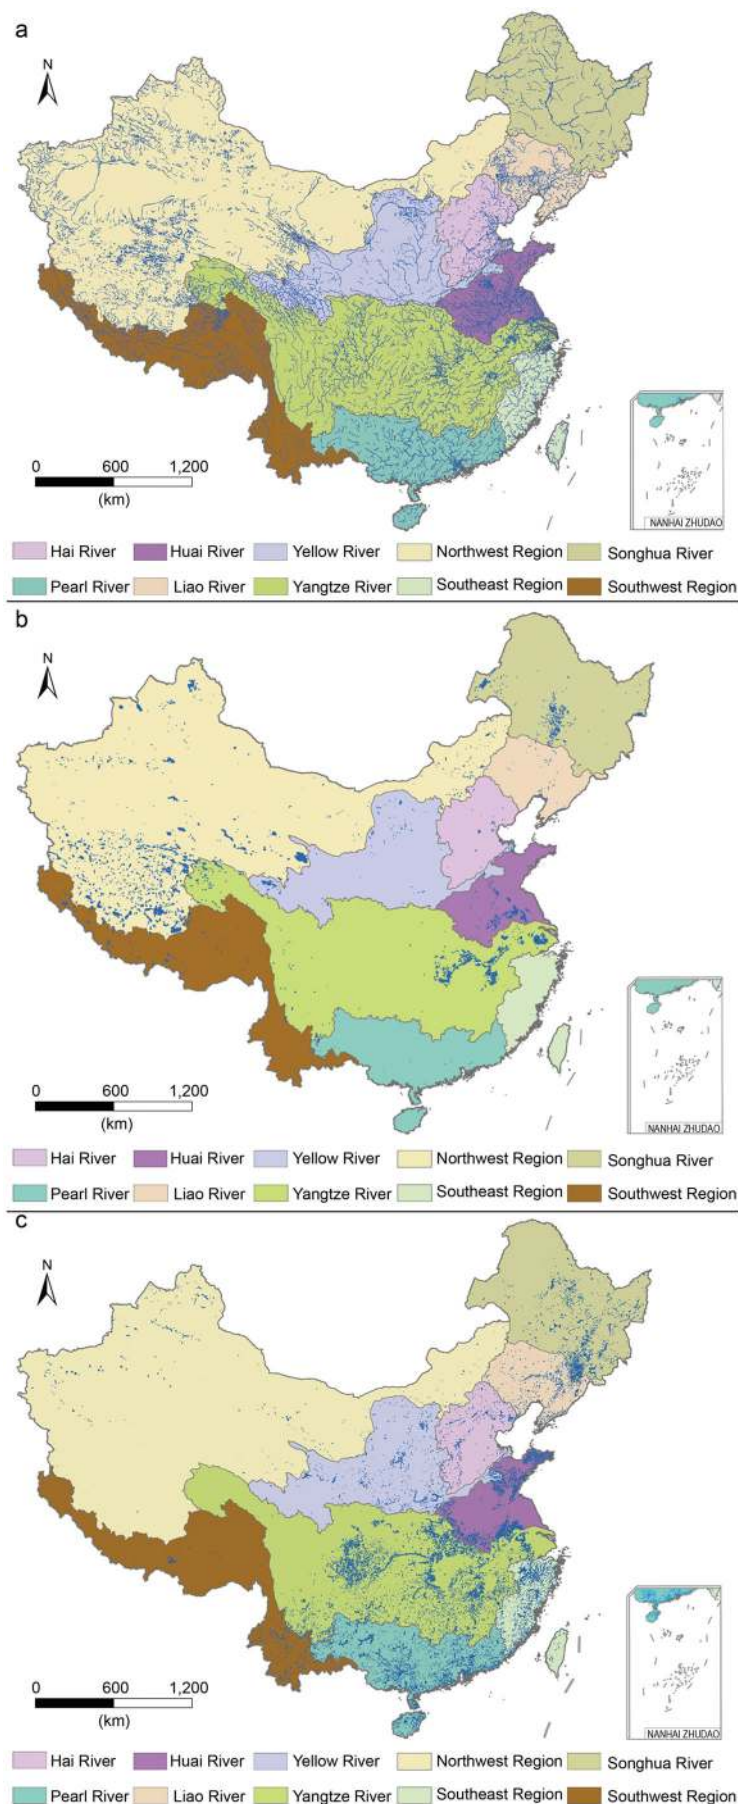 a
N
0 600 1,200
(km)
NANHAI ZHUDAO
Hai River Huai River Yellow River Northwest Region Songhua River
Pearl River Liao River Yangtze River Southeast Region Southwest Region
b
N
0 600 1,200
(km)
NANHAI ZHUDAO
Hai River Huai River Yellow River Northwest Region Songhua River
Pearl River Liao River Yangtze River Southeast Region Southwest Region
c
N
0 600 1,200
(km)
NANHAI ZHUDAO
Hai River Huai River Yellow River Northwest Region Songhua River
Pearl River Liao River Yangtze River Southeast Region Southwest Region